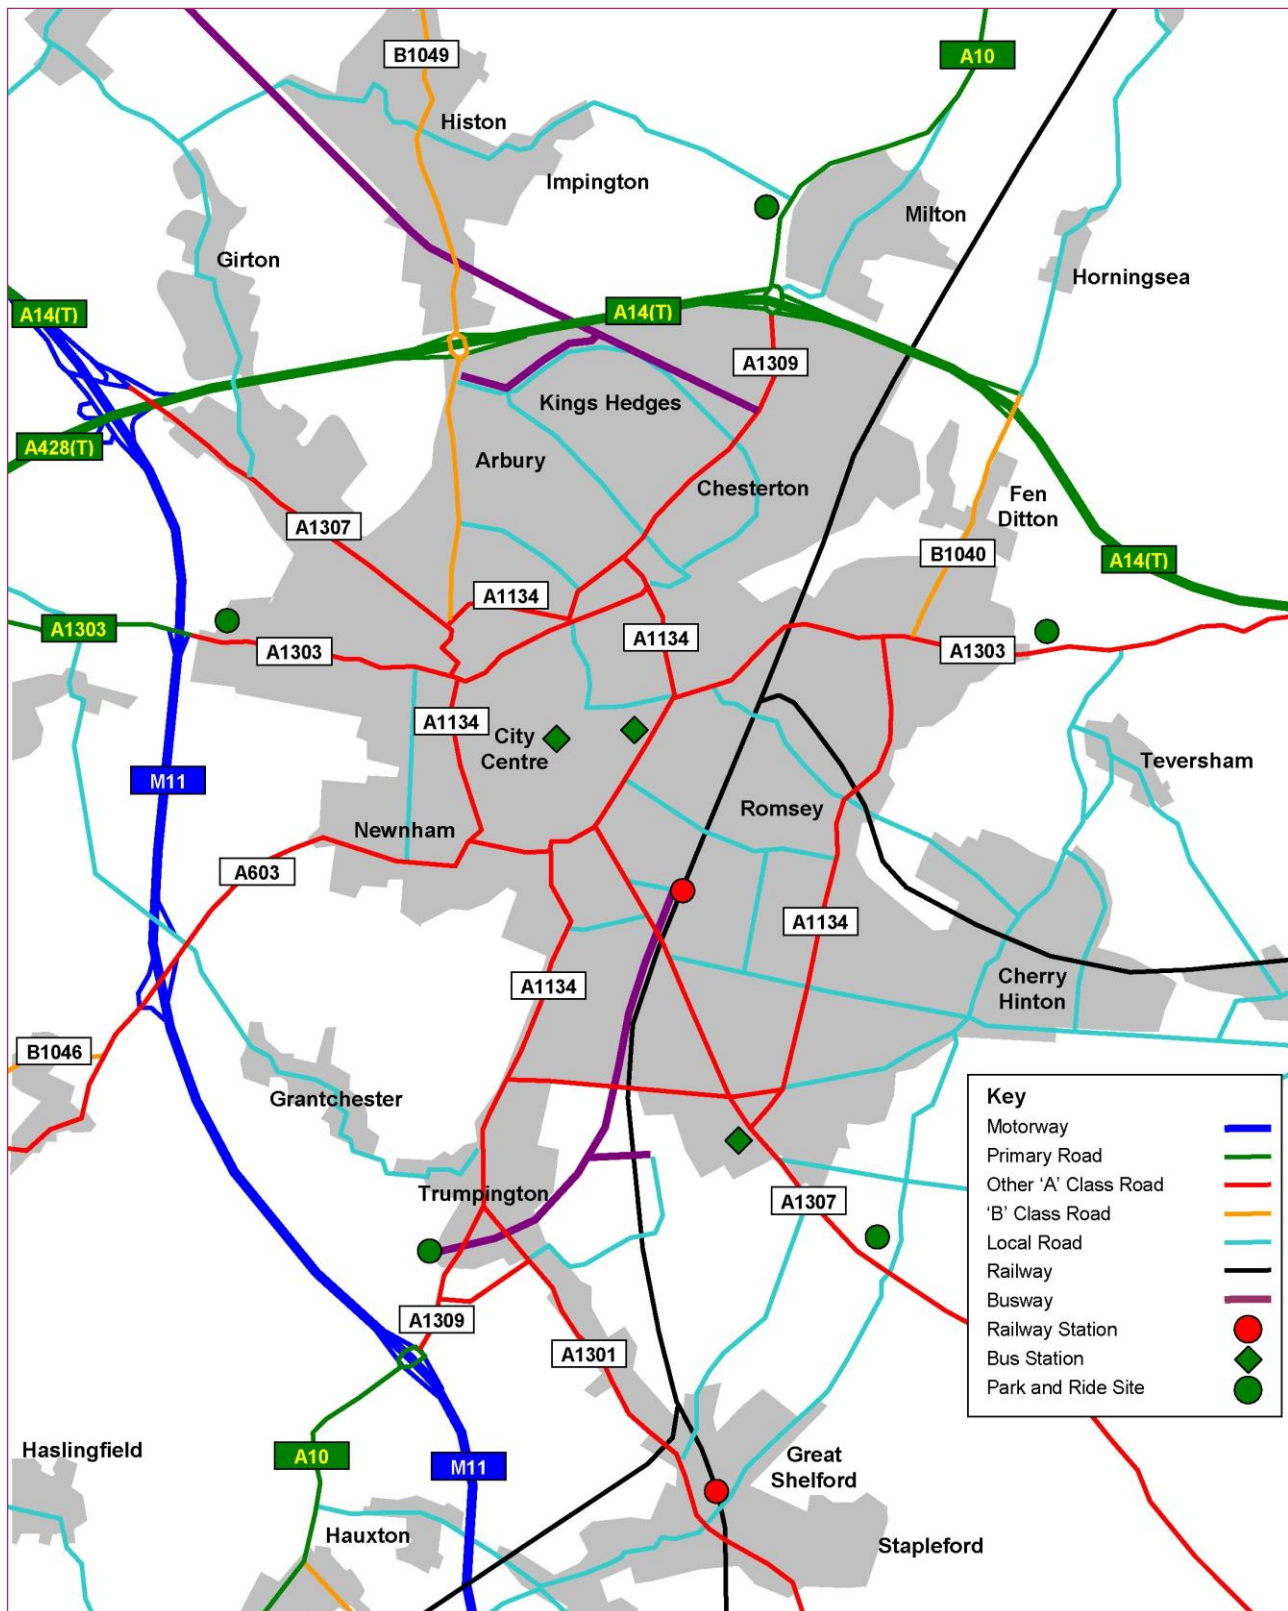 B1049
A10
Histon
Impington
Milton
Girton
Horningsea
A14(T)
A14(T)
A1309
Kings Hedges
A428(T)
Arbury
Chesterton
Fen
Ditton
A1307
B1040
A14(T)
A1134
A1303
A1134
A1303
A1303
A1134
City
Centre
Teversham
M11
Romsey
Newnham
A603
A1134
A1134
Cherry
Hinton
B1046
Grantchester
Trumpington
A1307
A1309
A1301
Haslingfield
A10
M11
Great
Shelford
Hauxton
Stapleford
Key
Motorway
Primary Road
Other ‘A’ Class Road
‘B’ Class Road
Local Road
Railway
Busway
Railway Station
Bus Station
Park and Ride Site